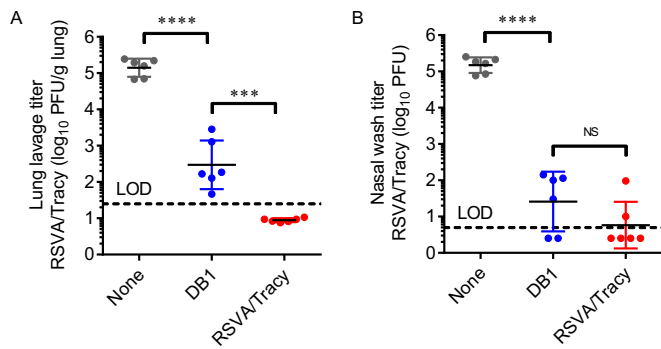 A
B
****
****
***
NS
Lung lavage titer
RSVA/Tracy (log10 PFU/g lung)
6
5
4
3
2
1
0
LOD
None
DB1
RSVA/Tracy
Nasal wash titer
RSVA/Tracy (log10 PFU)
6
5
4
3
2
1
0
LOD
None
DB1
RSVA/Tracy